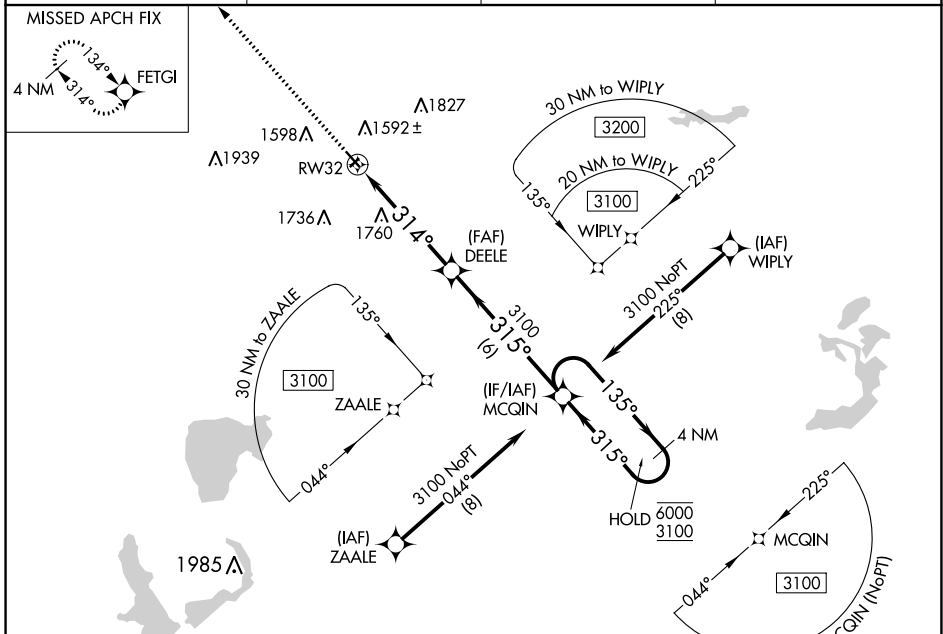 MISSED APCH FIX
134°
FETGI
4 NM
314°
1827
1592 ±
1598
1939
RW32
1736
1760
314°
(FAF)
DEELE
30 NM to WIPLY
3200
20 NM to WIPLY
3100
135°
225°
WIPLY
(IAF)
WIPLY
3100 NoPT
225°
(8)
3100
315°
(6)
30 NM to ZAALE
135°
3100
ZAALE
044°
(IF/IAF)
MCQIN
135°
315°
4 NM
HOLD
6000
3100
3100 NoPT
044°
(8)
(IAF)
ZAALE
1985
225°
MCQIN
044°
3100
CQIN (NoPT)